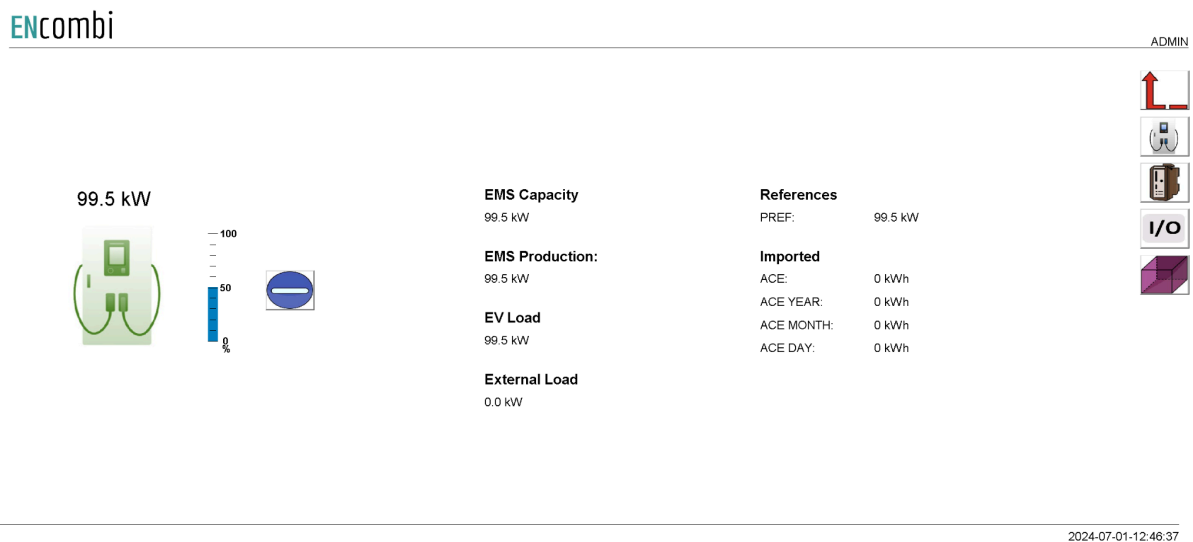 ENcombi
ADMIN
99.5 kW
100
50
0
%
EMS Capacity
99.5 kW
EMS Production:
99.5 kW
EV Load
99.5 kW
External Load
0.0 kW
References
PREF: 99.5 kW
Imported
ACE: 0 kWh
ACE YEAR: 0 kWh
ACE MONTH: 0 kWh
ACE DAY: 0 kWh
I/O
2024-07-01-12:46:37